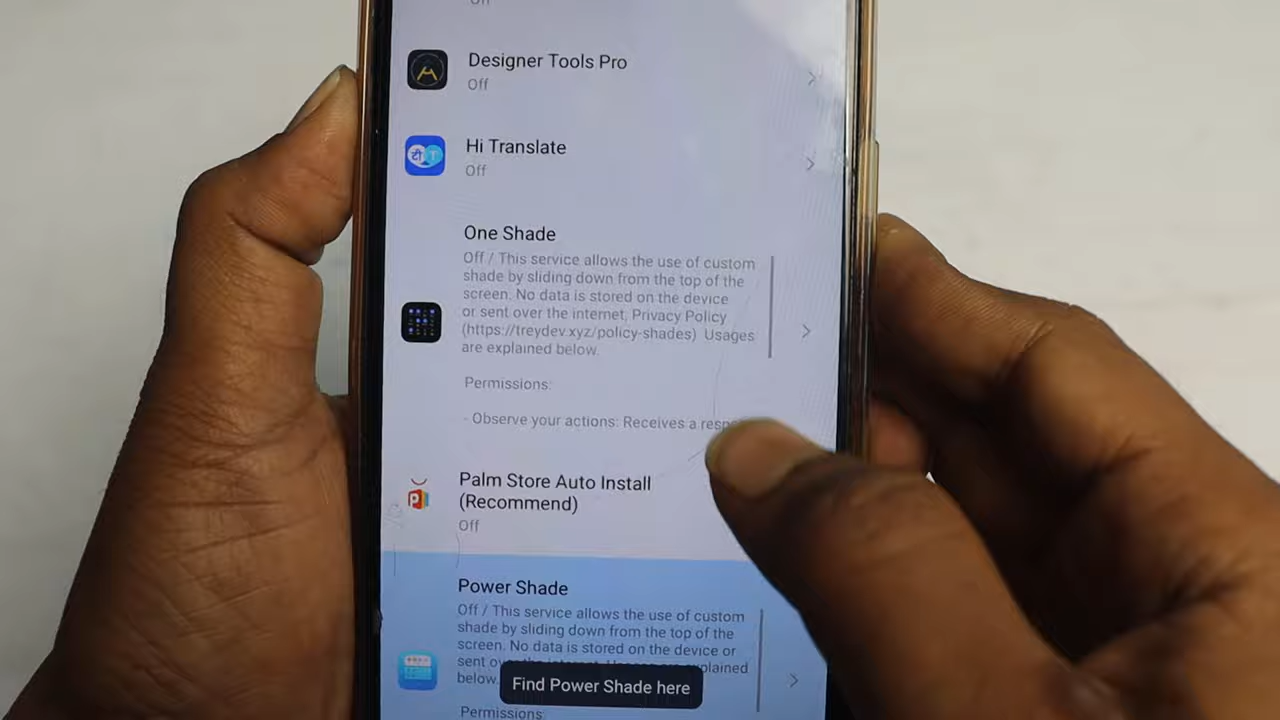 Off
Designer Tools Pro
Off
Hi Translate
Off
One Shade
Off / This service allows the use of custom
shade by sliding down from the top of the
screen. No data is stored on the device
or sent over the internet, Privacy Policy
(https://treydev.xyz/policy-shades) Usages
are explained below.
Permissions:
- Observe your actions: Receives a resp
Palm Store Auto Install
(Recommend)
Off
Power Shade
Off / This service allows the use of custom
shade by sliding down from the top of the
screen. No data is stored on the device or
sent
below.
Find Power Shade here
Permissions